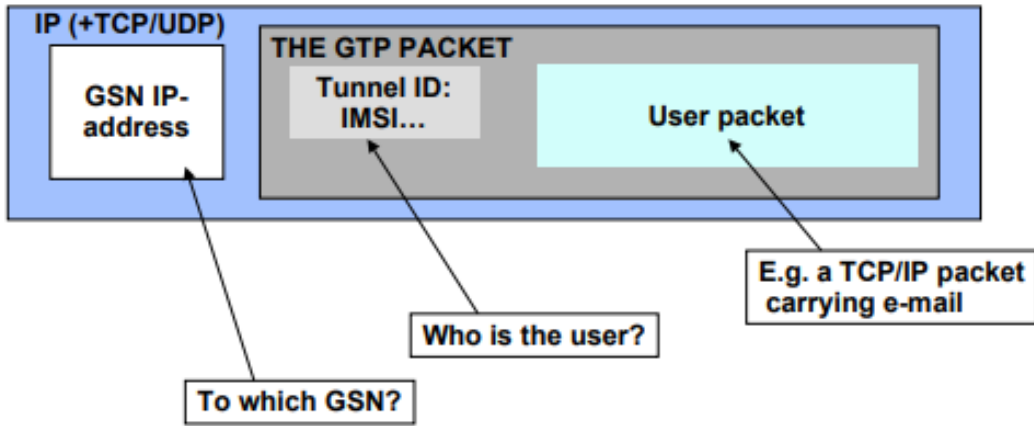 IP (+TCP/UDP)
THE GTP PACKET
GSN IP-
address
Tunnel ID:
IMSI...
User packet
E.g. a TCP/IP packet
carrying e-mail
Who is the user?
To which GSN?